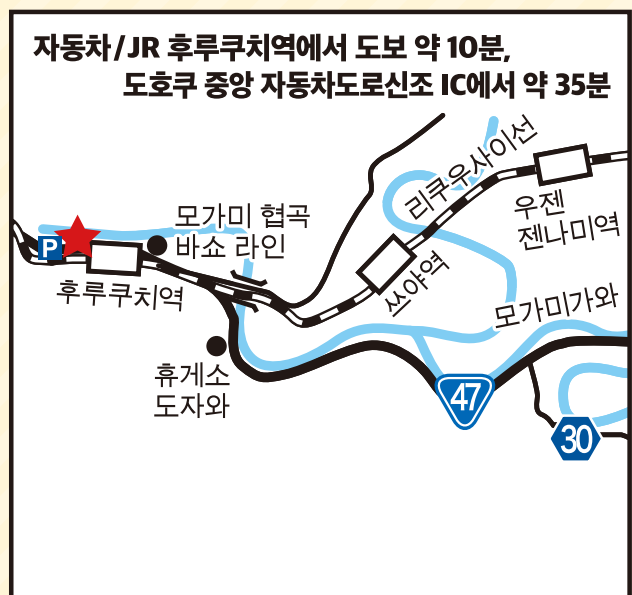 자동차/JR 후루쿠치역에서 도보 약 10분,
도호쿠 중앙 자동차도로신조 IC에서 약 35분
리쿠우사이선
우젠
젠나미역
모가미 협곡
바쇼 라인
P
후루쿠치역
쓰야역
모가미가와
휴게소
도자와
47
30